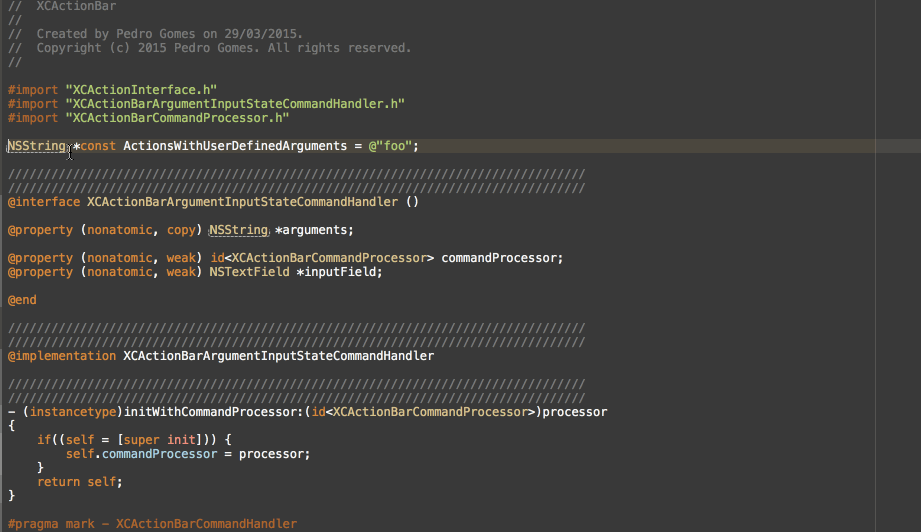 //  XCActionBar
//
//  Created by Pedro Gomes on 29/03/2015.
//  Copyright (c) 2015 Pedro Gomes. All rights reserved.
//
#import "XCActionInterface.h"
#import "XCActionBarArgumentInputStateCommandHandler.h"
#import "XCActionBarCommandProcessor.h"
NSString *const ActionsWithUserDefinedArguments = @"foo";
////////////////////////////////////////////////////////////////////////////////
////////////////////////////////////////////////////////////////////////////////
@interface XCActionBarArgumentInputStateCommandHandler ()
@property (nonatomic, copy) NSString *arguments;
@property (nonatomic, weak) id<XCActionBarCommandProcessor> commandProcessor;
@property (nonatomic, weak) NSTextField *inputField;
@end
////////////////////////////////////////////////////////////////////////////////
////////////////////////////////////////////////////////////////////////////////
@implementation XCActionBarArgumentInputStateCommandHandler
////////////////////////////////////////////////////////////////////////////////
////////////////////////////////////////////////////////////////////////////////
- (instancetype)initWithCommandProcessor:(id<XCActionBarCommandProcessor>)processor
{
    if((self = [super init])) {
        self.commandProcessor = processor;
    }
    return self;
}
#pragma mark - XCActionBarCommandHandler